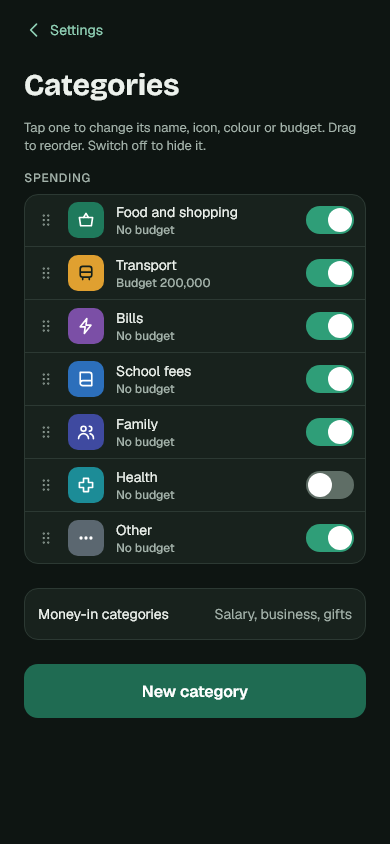 Settings
Categories
Tap one to change its name, icon, colour or budget. Drag
to reorder. Switch off to hide it.
SPENDING
Food and shopping
No budget
Transport
Budget 200,000
Bills
No budget
School fees
No budget
Family
No budget
Health
No budget
Other
No budget
Money-in categories Salary, business, gifts
New category